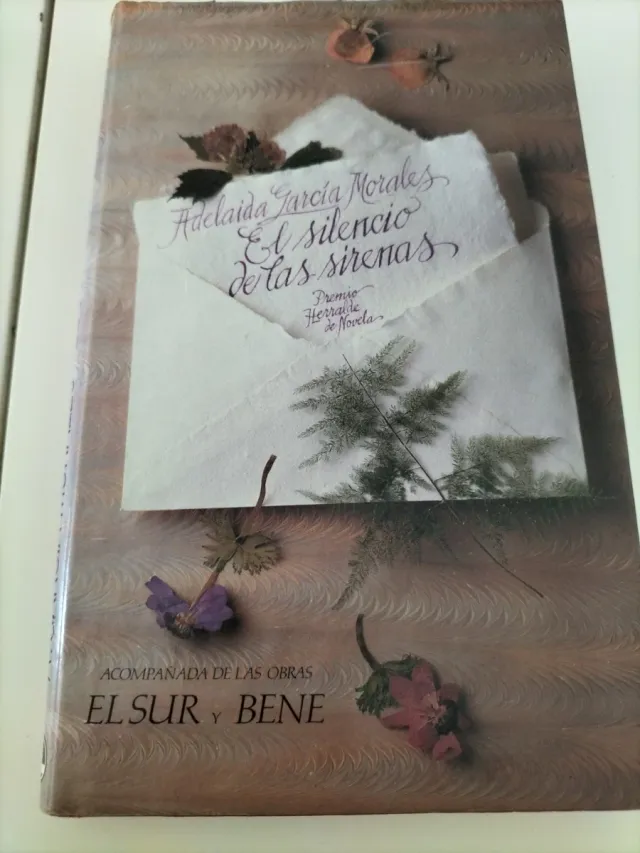 Adelaida García Morales
El silencio
de las sirenas
Premio
Herralde
de Novela
ACOMPAÑADA DE LAS OBRAS
EL SUR Y BENE